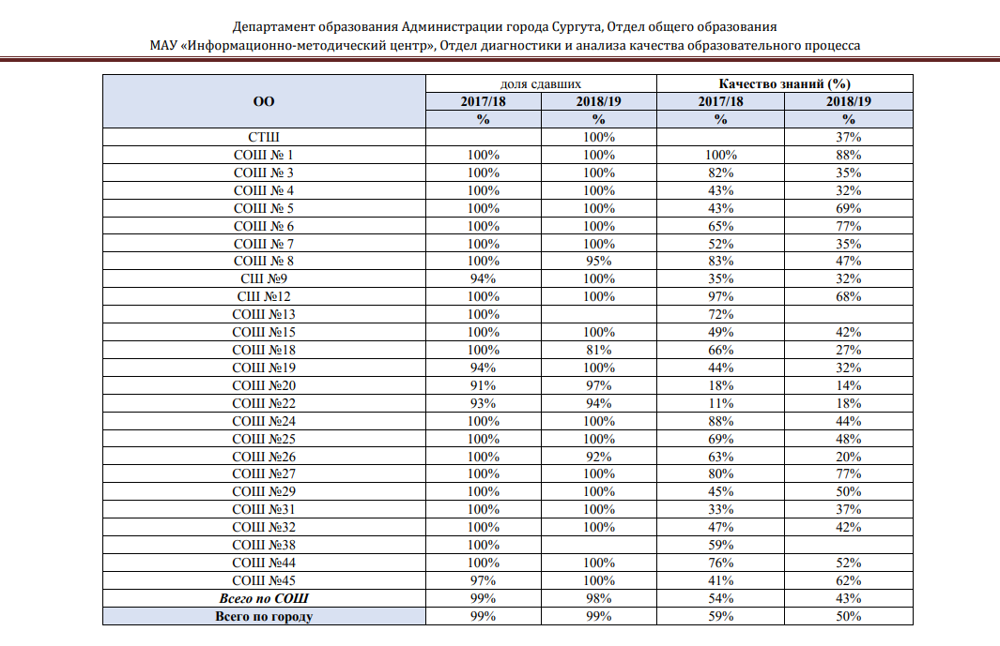 Департамент образования Администрации города Сургута, Отдел общего образования
МАУ «Информационно-методический центр», Отдел диагностики и анализа качества образовательного процесса
ОО доля сдавших Качество знаний (%)
2017/18 2018/19 2017/18 2018/19
% % % %
СТШ 100% 37%
СОШ № 1 100% 100% 100% 88%
СОШ № 3 100% 100% 82% 35%
СОШ № 4 100% 100% 43% 32%
СОШ № 5 100% 100% 43% 69%
СОШ № 6 100% 100% 65% 77%
СОШ № 7 100% 100% 52% 35%
СОШ № 8 100% 95% 83% 47%
СШ №9 94% 100% 35% 32%
СШ №12 100% 100% 97% 68%
СОШ №13 100% 72%
СОШ №15 100% 100% 49% 42%
СОШ №18 100% 81% 66% 27%
СОШ №19 94% 100% 44% 32%
СОШ №20 91% 97% 18% 14%
СОШ №22 93% 94% 11% 18%
СОШ №24 100% 100% 88% 44%
СОШ №25 100% 100% 69% 48%
СОШ №26 100% 92% 63% 20%
СОШ №27 100% 100% 80% 77%
СОШ №29 100% 100% 45% 50%
СОШ №31 100% 100% 33% 37%
СОШ №32 100% 100% 47% 42%
СОШ №38 100% 59%
СОШ №44 100% 100% 76% 52%
СОШ №45 97% 100% 41% 62%
Всего по СОШ 99% 98% 54% 43%
Всего по городу 99% 99% 59% 50%